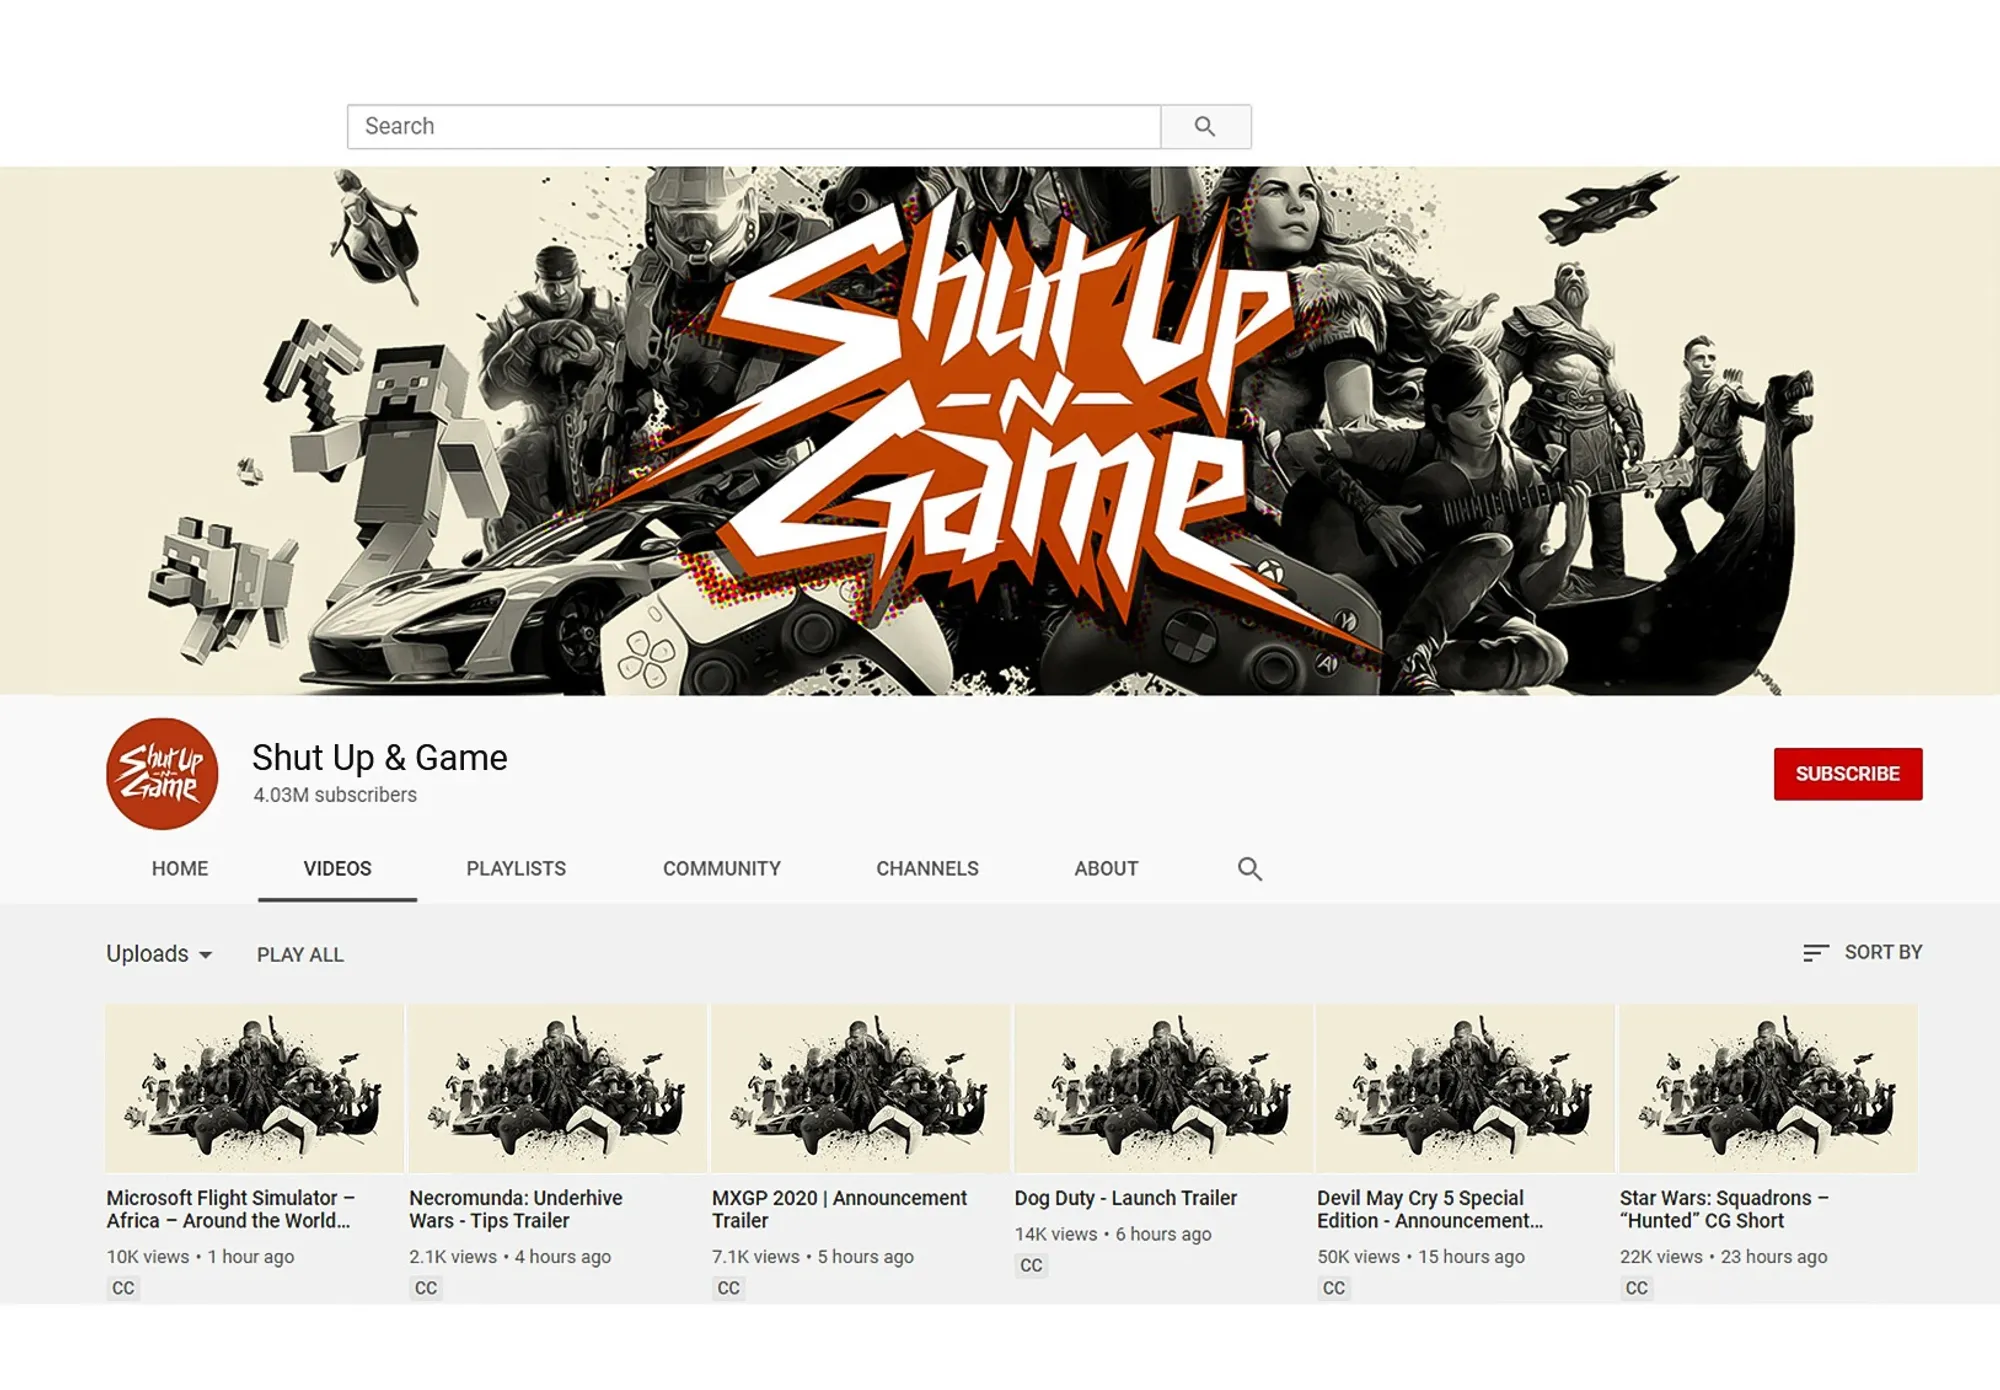 Search
Shut Up
-N-
Game
Shut Up
-N-
Game
Shut Up & Game
4.03M subscribers
SUBSCRIBE
HOME VIDEOS PLAYLISTS COMMUNITY CHANNELS ABOUT
Uploads PLAY ALL SORT BY
Microsoft Flight Simulator –
Africa – Around the World...
10K views • 1 hour ago
CC
Necromunda: Underhive
Wars - Tips Trailer
2.1K views • 4 hours ago
CC
MXGP 2020 | Announcement
Trailer
7.1K views • 5 hours ago
CC
Dog Duty - Launch Trailer
14K views • 6 hours ago
CC
Devil May Cry 5 Special
Edition - Announcement...
50K views • 15 hours ago
CC
Star Wars: Squadrons –
“Hunted” CG Short
22K views • 23 hours ago
CC